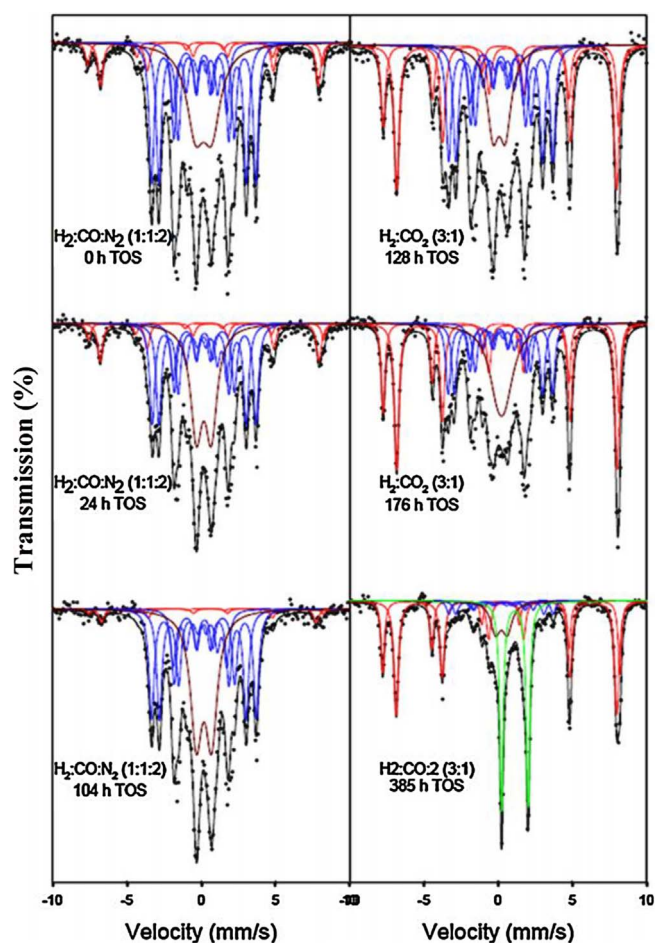 Transmission (%)
H₂:CO:N₂ (1:1:2)
0 h TOS
H₂:CO₂ (3:1)
128 h TOS
H₂:CO:N₂ (1:1:2)
24 h TOS
H₂:CO₂ (3:1)
176 h TOS
H₂:CO:N₂ (1:1:2)
104 h TOS
H2:CO:2 (3:1)
385 h TOS
-10 -5 0 5 -5 0 5 10
Velocity (mm/s) Velocity (mm/s)